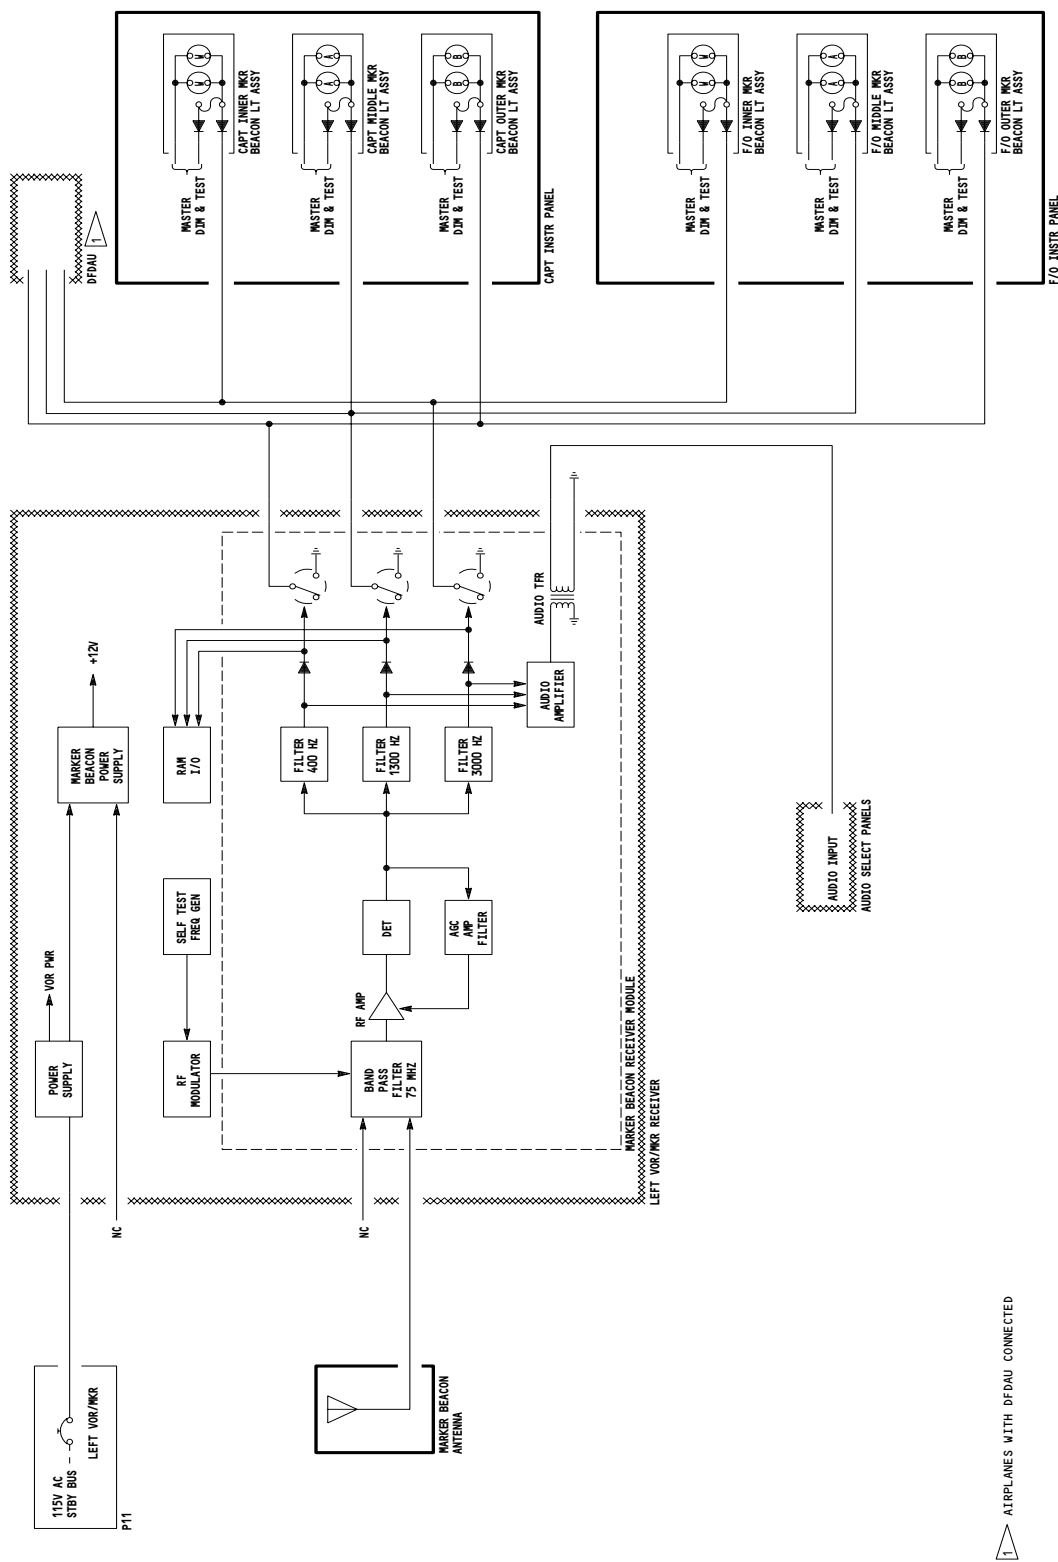 115V AC
STBY BUS
LEFT VOR/MKR
P11
MARKER BEACON
ANTENNA
NC
NC
POWER
SUPPLY
VOR PWR
MARKER
BEACON
POWER
SUPPLY
+12V
RF
MODULATOR
SELF TEST
FREQ GEN
RAM
I/O
BAND
PASS
FILTER
75 MHZ
RF AMP
DET
AGC
AMP
FILTER
FILTER
400 HZ
FILTER
1300 HZ
FILTER
3000 HZ
AUDIO
AMPLIFIER
AUDIO TFR
MARKER BEACON RECEIVER MODULE
LEFT VOR/MKR RECEIVER
AUDIO INPUT
AUDIO SELECT PANELS
DFDAU
1
MASTER
DIM & TEST
W
W
CAPT INNER MKR
BEACON LT ASSY
MASTER
DIM & TEST
A
A
CAPT MIDDLE MKR
BEACON LT ASSY
MASTER
DIM & TEST
B
B
CAPT OUTER MKR
BEACON LT ASSY
CAPT INSTR PANEL
MASTER
DIM & TEST
W
W
F/O INNER MKR
BEACON LT ASSY
MASTER
DIM & TEST
A
A
F/O MIDDLE MKR
BEACON LT ASSY
MASTER
DIM & TEST
B
B
F/O OUTER MKR
BEACON LT ASSY
F/O INSTR PANEL
1 AIRPLANES WITH DFDAU CONNECTED